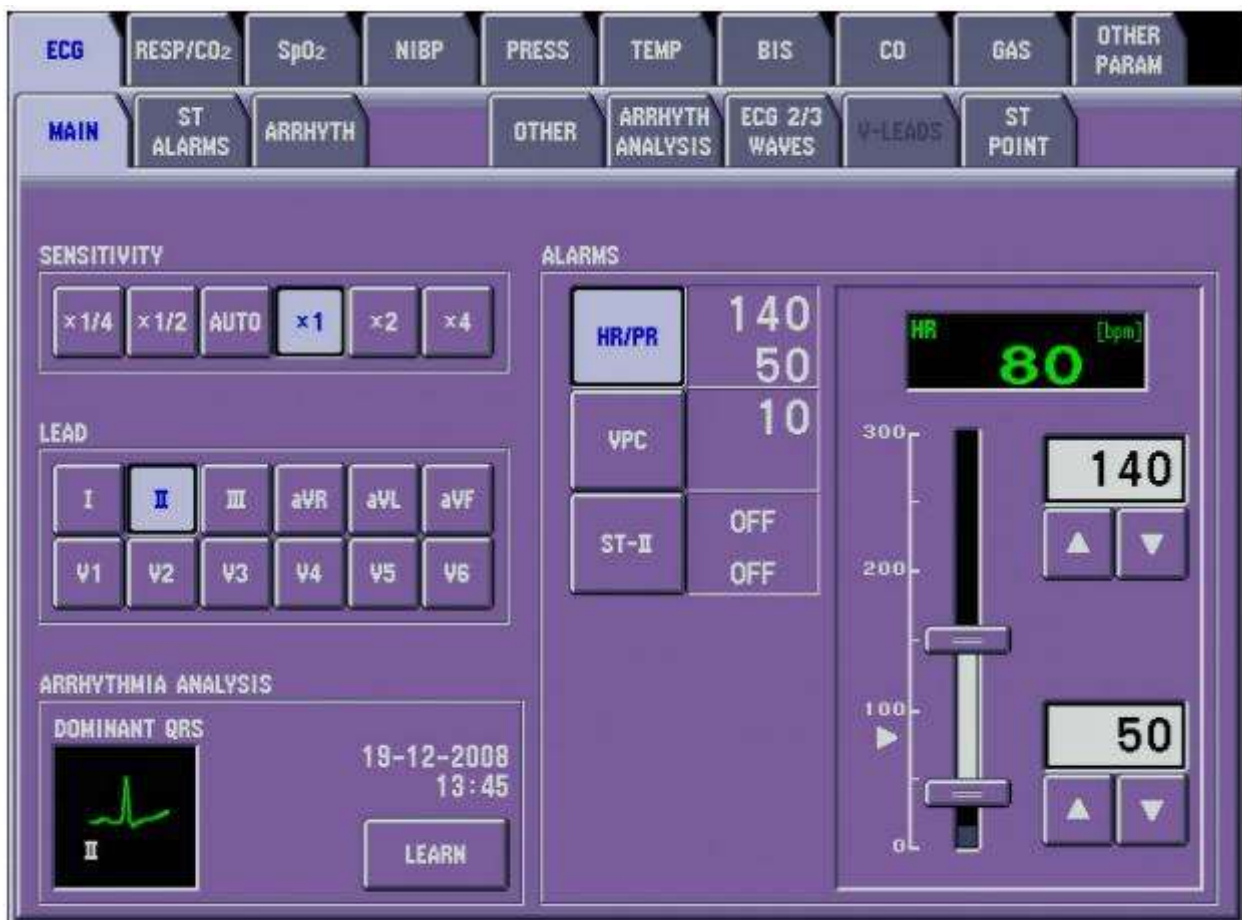 ECG RESP/CO₂ SpO₂ NIBP PRESS TEMP BIS CO GAS OTHER PARAM
MAIN ST ALARMS ARRHYTH OTHER ARRHYTH ANALYSIS ECG 2/3 WAVES V-LEADS ST POINT
SENSITIVITY
×1/4 ×1/2 AUTO ×1 ×2 ×4
LEAD
I II III aVR aVL aVF
V1 V2 V3 V4 V5 V6
ARRHYTHMIA ANALYSIS
DOMINANT QRS
II
19-12-2008
13:45
LEARN
ALARMS
HR/PR 140
50
VPC 10
ST-II OFF
OFF
HR [bpm]
80
300
200
100
0
140
50